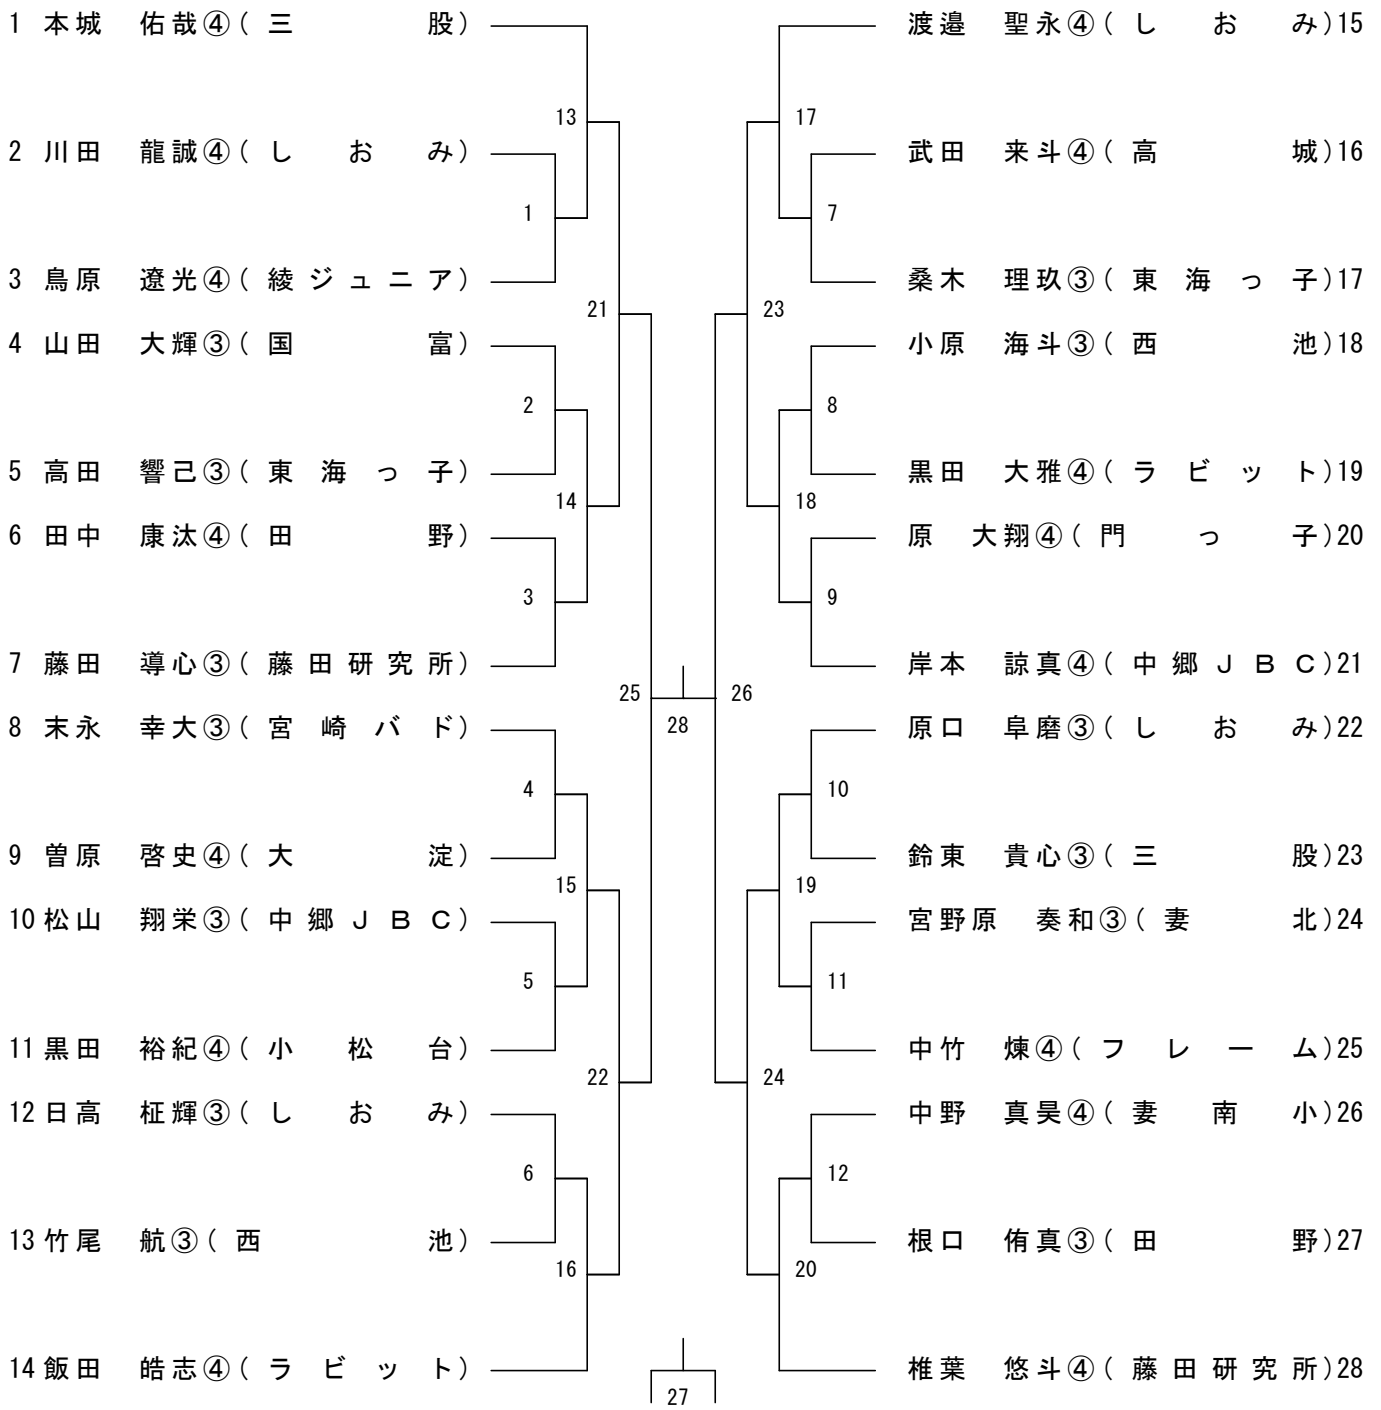 1 本城 佑哉④(三股) 渡邉 聖永④(しおみ)15
13 17
2 川田 龍誠④(しおみ) 武田 来斗④(高城)16
1 7
3 鳥原 遼光④(綾ジュニア) 桑木 理玖③(東海っ子)17
21 23
4 山田 大輝③(国富) 小原 海斗③(西池)18
2 8
5 高田 響己③(東海っ子) 黒田 大雅④(ラビット)19
14 18
6 田中 康汰④(田野) 原 大翔④(門っ子)20
3 9
7 藤田 導心③(藤田研究所) 岸本 諒真④(中郷JBC)21
25 26
8 末永 幸大③(宮崎バド) 28 原口 阜磨③(しおみ)22
4 10
9 曽原 啓史④(大淀) 鈴東 貴心③(三股)23
15 19
10 松山 翔栄③(中郷JBC) 宮野原 奏和③(妻北)24
5 11
11 黒田 裕紀④(小松台) 中竹 煉④(フレーム)25
22 24
12 日高 柾輝③(しおみ) 中野 真昊④(妻南小)26
6 12
13 竹尾 航③(西池) 根口 侑真③(田野)27
16 20
14 飯田 皓志④(ラビット) 椎葉 悠斗④(藤田研究所)28
27